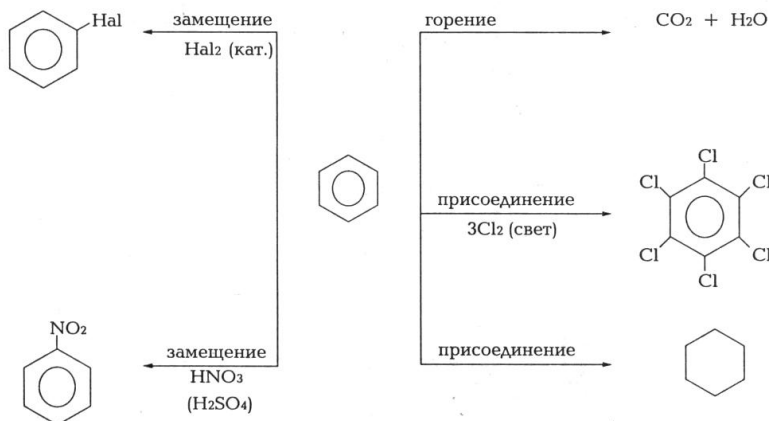 Hal
замещение
Hal₂ (кат.)
горение
CO₂ + H₂O
присоединение
3Cl₂ (свет)
Cl
Cl
Cl
Cl
Cl
Cl
NO₂
замещение
HNO₃
(H₂SO₄)
присоединение